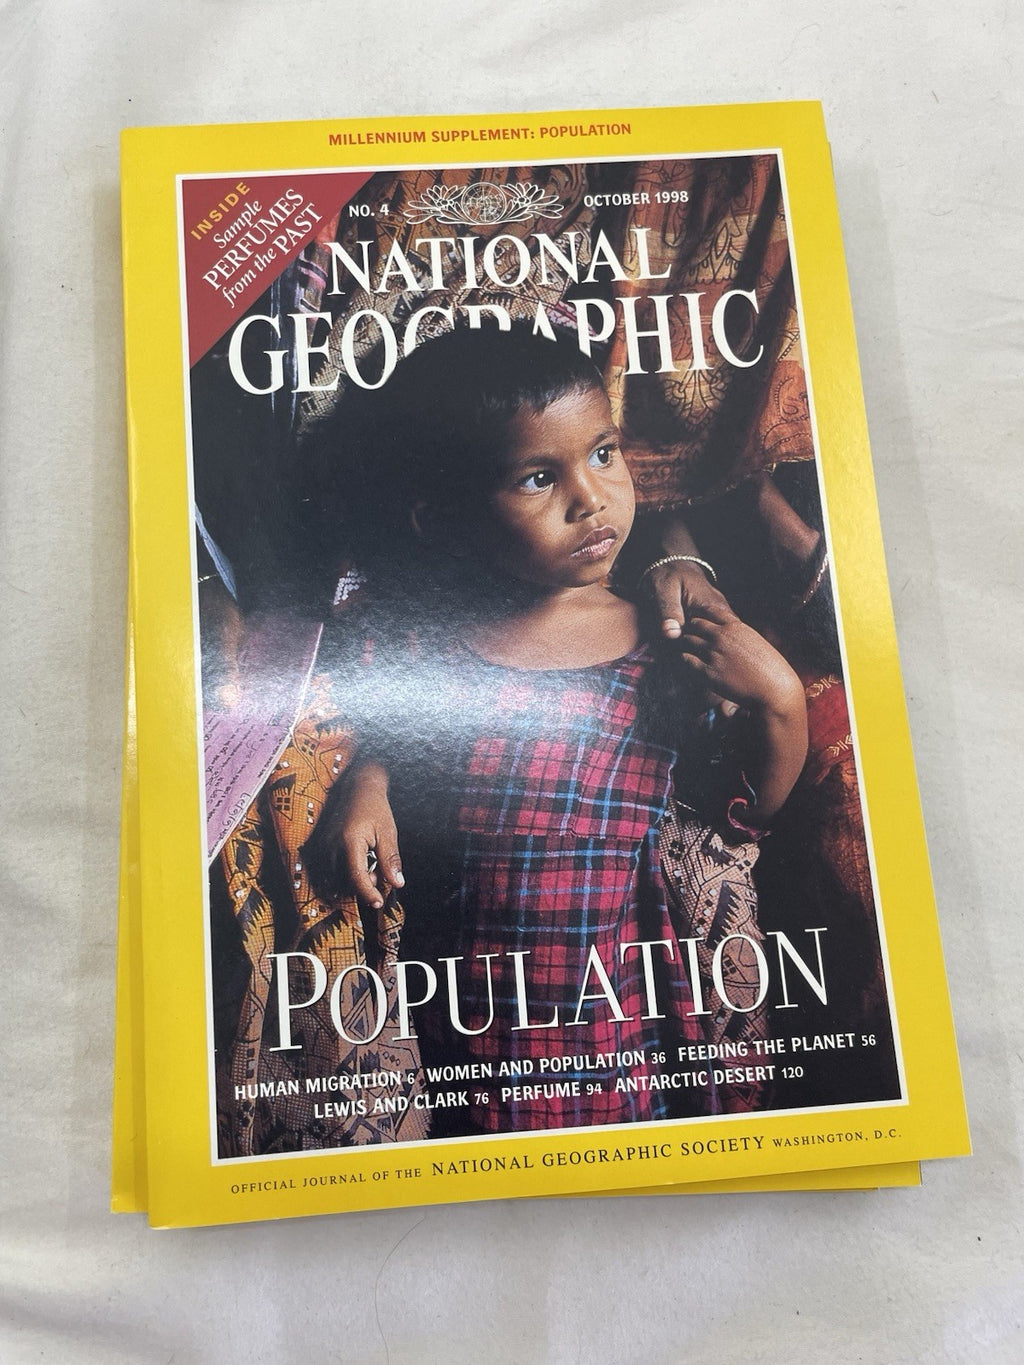 MILLENNIUM SUPPLEMENT: POPULATION
INSIDE
Sample
PERFUMES
from the PAST
NO. 4
OCTOBER 1998
NATIONAL
GEOGRAPHIC
POPULATION
HUMAN MIGRATION 6 WOMEN AND POPULATION 36 FEEDING THE PLANET 56
LEWIS AND CLARK 76 PERFUME 94 ANTARCTIC DESERT 120
OFFICIAL JOURNAL OF THE NATIONAL GEOGRAPHIC SOCIETY WASHINGTON, D.C.